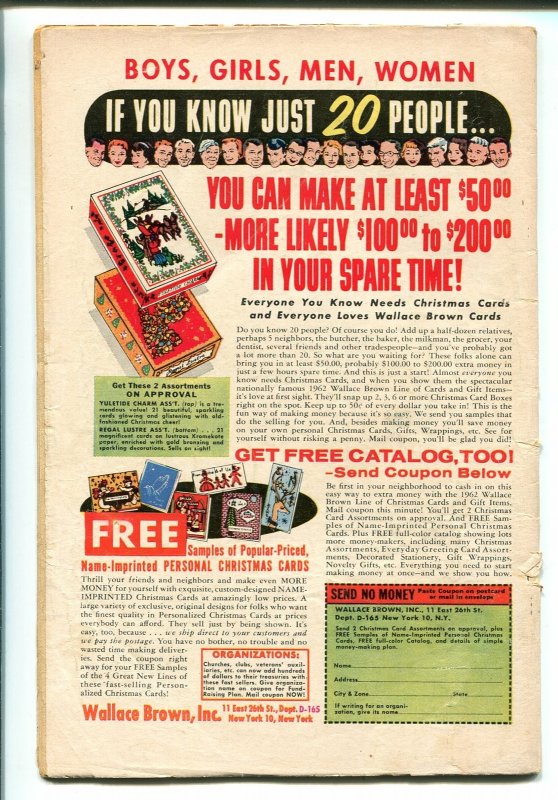 BOYS, GIRLS, MEN, WOMEN
IF YOU KNOW JUST 20 PEOPLE...
YOU CAN MAKE AT LEAST $50⁰⁰
-MORE LIKELY $100⁰⁰ to $200⁰⁰
IN YOUR SPARE TIME!
Everyone You Know Needs Christmas Cards
and Everyone Loves Wallace Brown Cards
Do you know 20 people? Of course you do! Add up a half-dozen relatives,
perhaps 5 neighbors, the butcher, the baker, the milkman, the grocer, your
dentist, several friends and other tradespeople—and you've probably
got a lot more than 20. So what are you waiting for? These folks alone can
bring you in at least $50.00, probably $100.00 to $200.00 extra money in
just a few hours spare time. And this is just a start! Almost everyone you
know needs Christmas Cards, and when you show them the spectacular
nationally famous 1962 Wallace Brown Line of Cards and Gift Items—
it's love at first sight. They'll snap up 2, 3, 6 or more Christmas Card Boxes
right on the spot. Keep up to 50¢ of every dollar you take in! This is the
fun way of making money because it's so easy. We send you samples that
do the selling for you. And, besides making money you'll save money
on your own personal Christmas Cards, Gifts, Wrappings, etc. See for
yourself without risking a penny. Mail coupon, you'll be glad you did!
Get These 2 Assortments
ON APPROVAL
YULETIDE CHARM ASS'T. (top) is a tre-
mendous value! 21 beautiful, sparkling
cards glowing and glistening with old-
fashioned Christmas cheer!
REGAL LUSTRE ASS'T. (bottom) . . . 21
magnificent cards on lustrous Kromekote
paper, enriched with gold bronzing and
sparkling decorations. Sells on sight!
GET FREE CATALOG, TOO!
-Send Coupon Below
Be first in your neighborhood to cash in on this
easy way to extra money with the 1962 Wallace
Brown Line of Christmas Cards and Gift Items.
Mail coupon this minute! You'll get 2 Christmas
Card Assortments on approval. And FREE Sam-
ples of Name-Imprinted Personal Christmas
Cards. Plus FREE full-color catalog showing lots
more money-makers, including many Christmas
Assortments, Everyday Greeting Card Assort-
ments, Decorated Stationery, Gift Wrappings,
Novelty Gifts, etc. Everything you need to start
making money at once—and we show you how.
FREE
Samples of Popular-Priced,
Name-Imprinted PERSONAL CHRISTMAS CARDS
Thrill your friends and neighbors and make even MORE
MONEY for yourself with exquisite, custom-designed NAME-
IMPRINTED Christmas Cards at amazingly low prices. A
large variety of exclusive, original designs for folks who want
the finest quality in Personalized Christmas Cards at prices
everybody can afford. They'll be bought when shown. It's
easy, too, because . . . we ship direct to your customers and
we pay the postage. You have no bother, no trouble and no
wasted time making deliver-
ies. Send the coupon right
away for your FREE Samples
of the 4 Great New Lines of
these fast-selling Person-
alized Christmas Cards!
ORGANIZATIONS:
Churches, clubs, veterans' auxil-
iaries, etc. can now add hundreds
of dollars to their treasuries with
these fast sellers. Give organiza-
tion name on coupon for Fund-
Raising Plan. Mail coupon NOW!
Wallace Brown, Inc. 11 East 26th St., Dept. D-165
New York 10, New York
SEND NO MONEY Paste Coupon on postcard
or mail in envelope
WALLACE BROWN, INC., 11 East 26th St.
Dept. D-165 New York 10, N.Y.
Send 2 Christmas Card Assortments on approval, plus
FREE Samples of Name-Imprinted Personal Christmas
Cards, FREE full-color Catalog, and details of simple
money-making plan.
Name
Address
City & Zone State
If writing for an organi-
zation, give its name